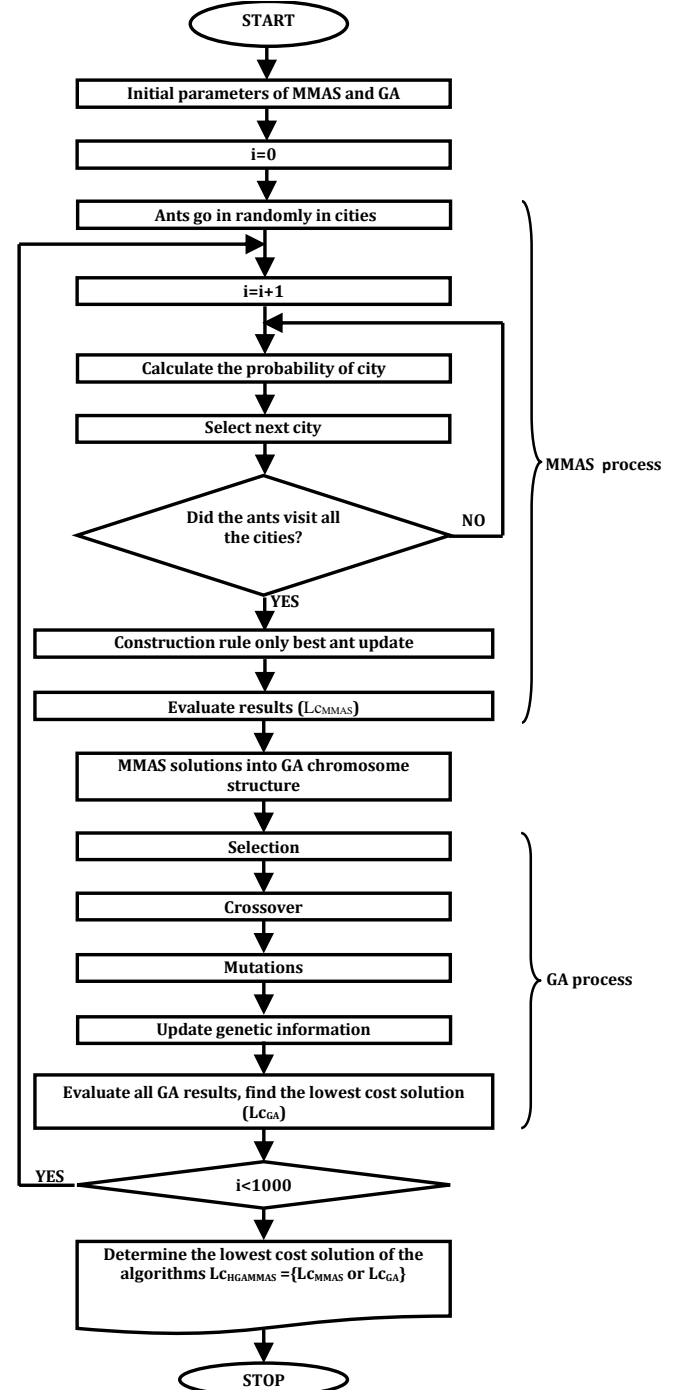 START
Initial parameters of MMAS and GA
i=0
Ants go in randomly in cities
i=i+1
Calculate the probability of city
Select next city
MMAS process
Did the ants visit all
the cities?
NO
YES
Construction rule only best ant update
Evaluate results (LcMMAS)
MMAS solutions into GA chromosome
structure
Selection
Crossover
Mutations
GA process
Update genetic information
Evaluate all GA results, find the lowest cost solution
(LcGA)
YES
i<1000
Determine the lowest cost solution of the
algorithms LcHGAMMAS ={LcMMAS or LcGA}
STOP